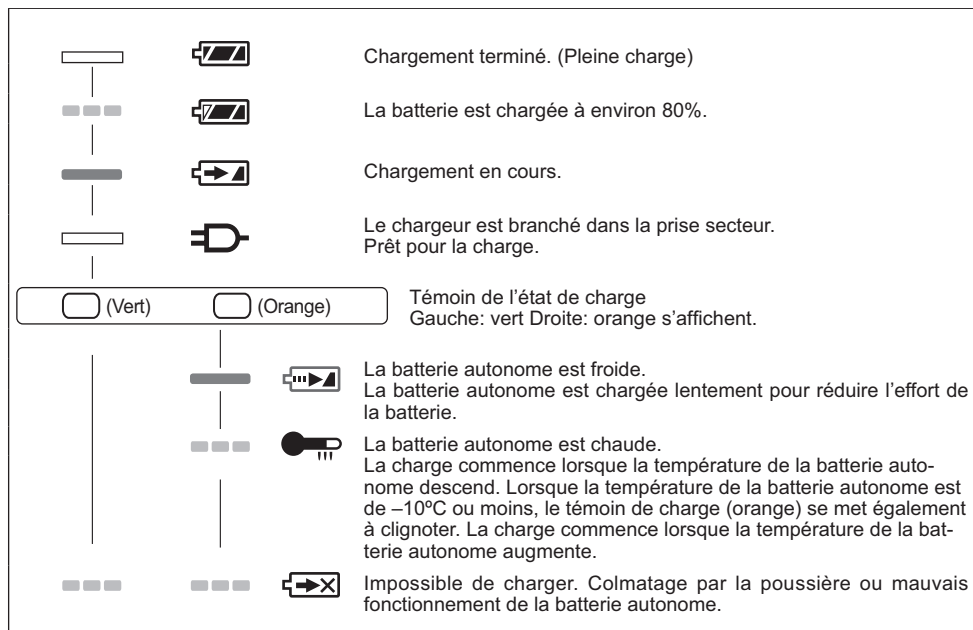 Chargement terminé. (Pleine charge)
La batterie est chargée à environ 80%.
Chargement en cours.
Le chargeur est branché dans la prise secteur.
Prêt pour la charge.
(Vert) (Orange)
Témoin de l’état de charge
Gauche: vert Droite: orange s’affichent.
La batterie autonome est froide.
La batterie autonome est chargée lentement pour réduire l’effort de
la batterie.
La batterie autonome est chaude.
La charge commence lorsque la température de la batterie auto-
nome descend. Lorsque la température de la batterie autonome est
de –10ºC ou moins, le témoin de charge (orange) se met également
à clignoter. La charge commence lorsque la température de la bat-
terie autonome augmente.
Impossible de charger. Colmatage par la poussière ou mauvais
fonctionnement de la batterie autonome.